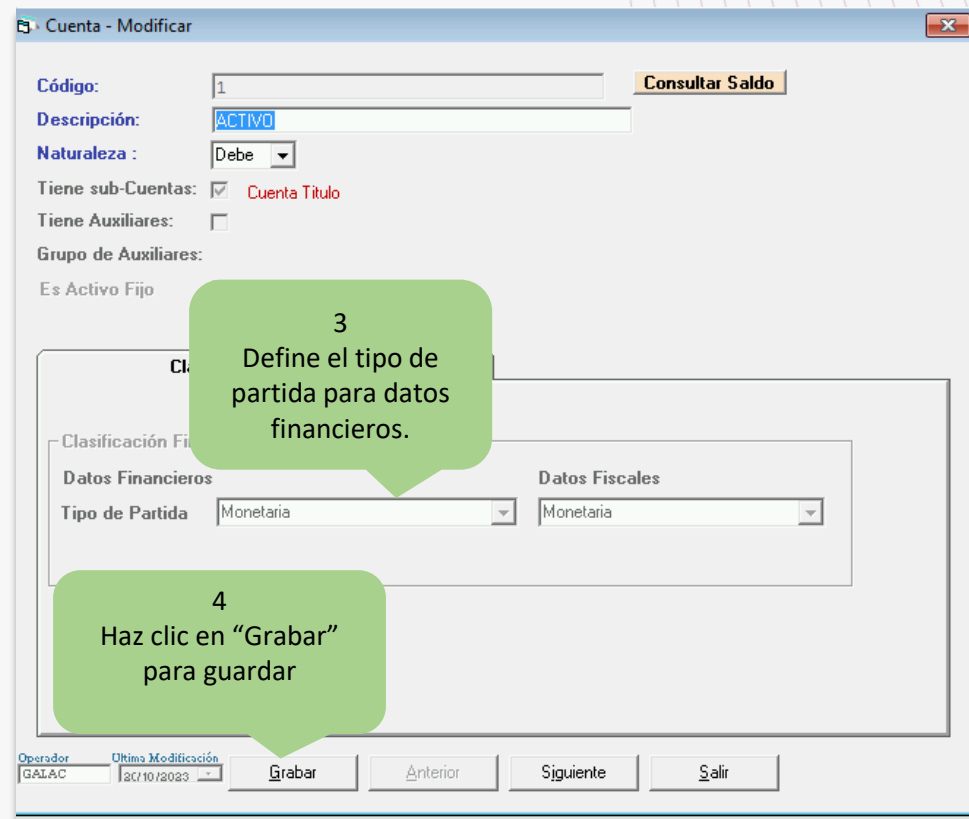 Cuenta - Modificar
Código: 1 Consultar Saldo
Descripción: ACTIVO
Naturaleza : Debe
Tiene sub-Cuentas: Cuenta Titulo
Tiene Auxiliares:
Grupo de Auxiliares:
Es Activo Fijo
3
Define el tipo de
partida para datos
financieros.
Datos Financieros Datos Fiscales
Tipo de Partida Monetaria Monetaria
Clasificación
4
Haz clic en “Grabar”
para guardar
Operador Ultima Modificación
GALAC 20/10/2023 Grabar Anterior Siguiente Salir